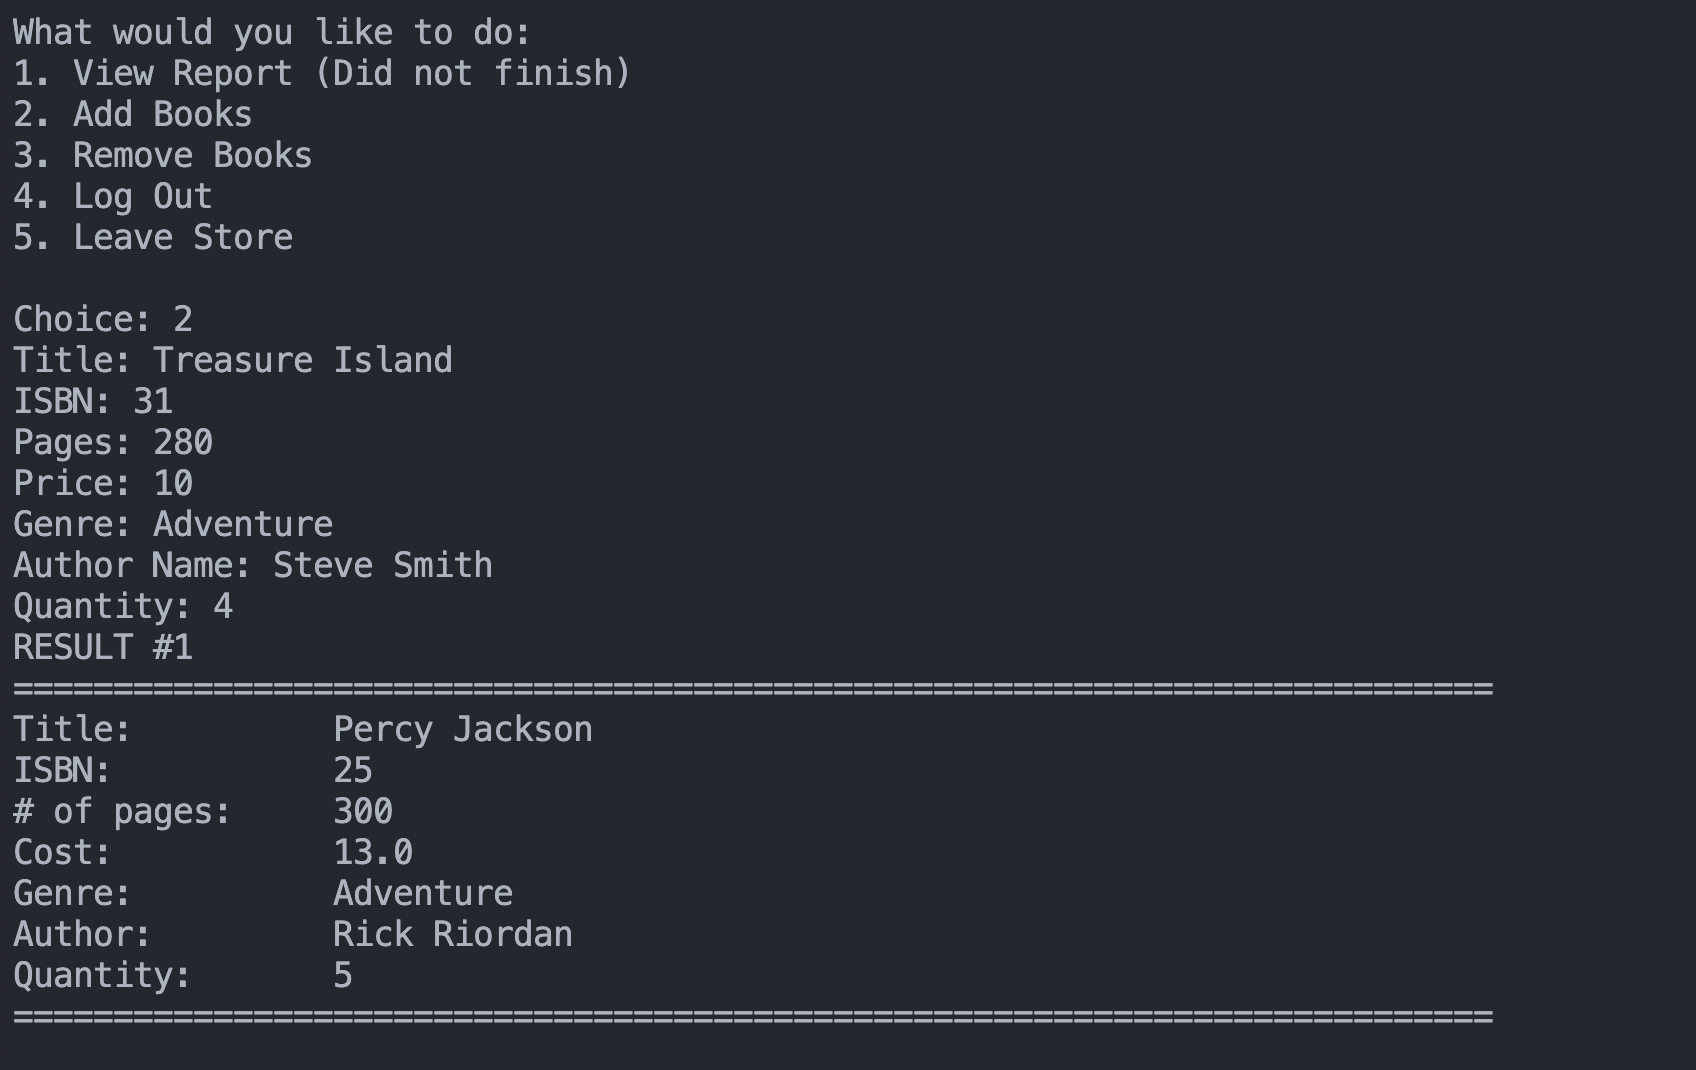 What would you like to do:
1. View Report (Did not finish)
2. Add Books
3. Remove Books
4. Log Out
5. Leave Store
Choice: 2
Title: Treasure Island
ISBN: 31
Pages: 280
Price: 10
Genre: Adventure
Author Name: Steve Smith
Quantity: 4
RESULT #1
==========================================================================
Title:          Percy Jackson
ISBN:           25
# of pages:     300
Cost:           13.0
Genre:          Adventure
Author:         Rick Riordan
Quantity:       5
==========================================================================